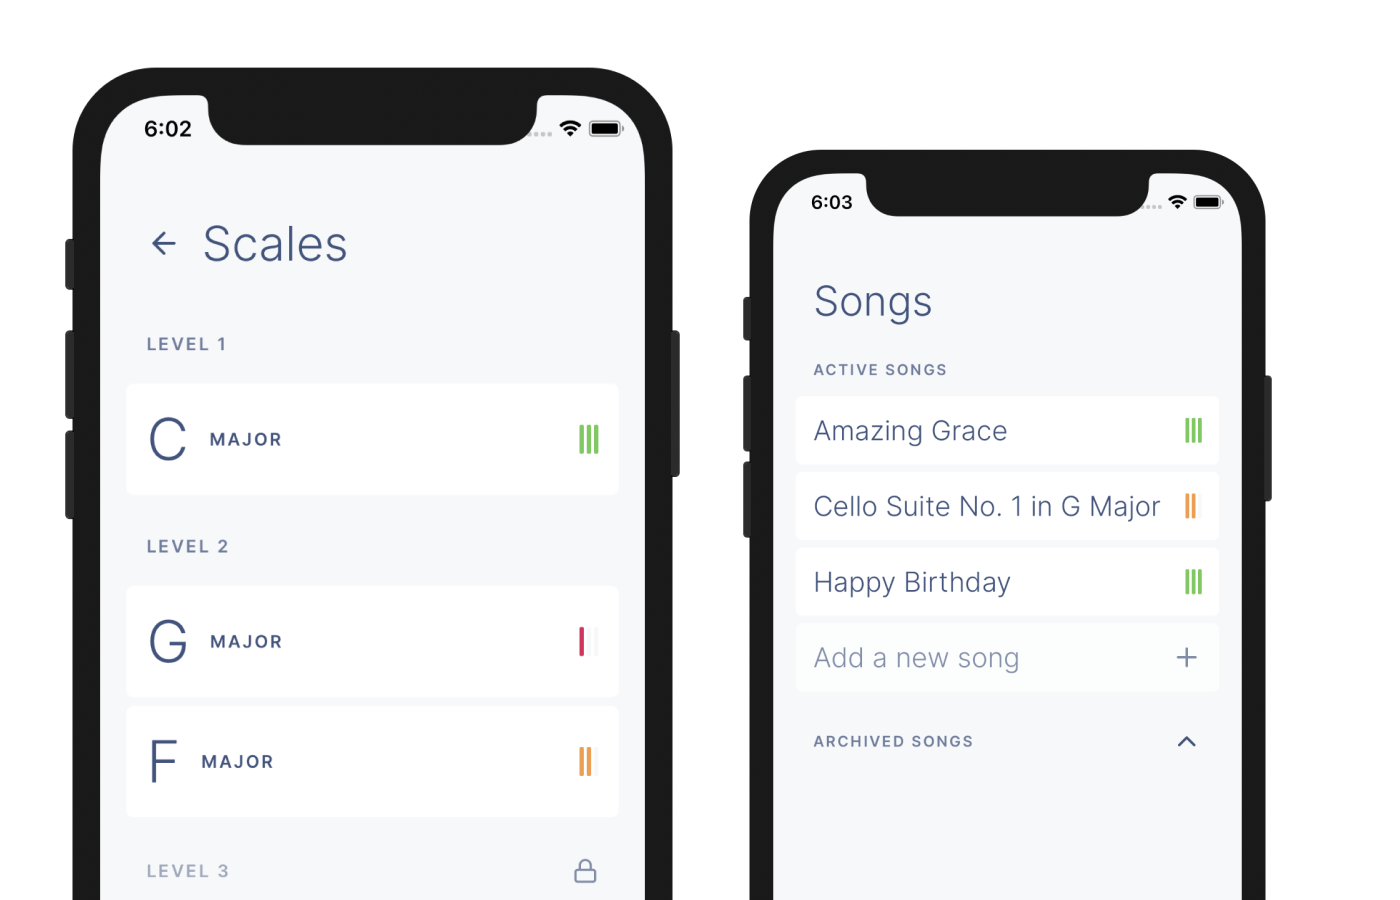 6:02
Scales
LEVEL 1
C MAJOR
LEVEL 2
G MAJOR
F MAJOR
LEVEL 3
6:03
Songs
ACTIVE SONGS
Amazing Grace
Cello Suite No. 1 in G Major
Happy Birthday
Add a new song
ARCHIVED SONGS